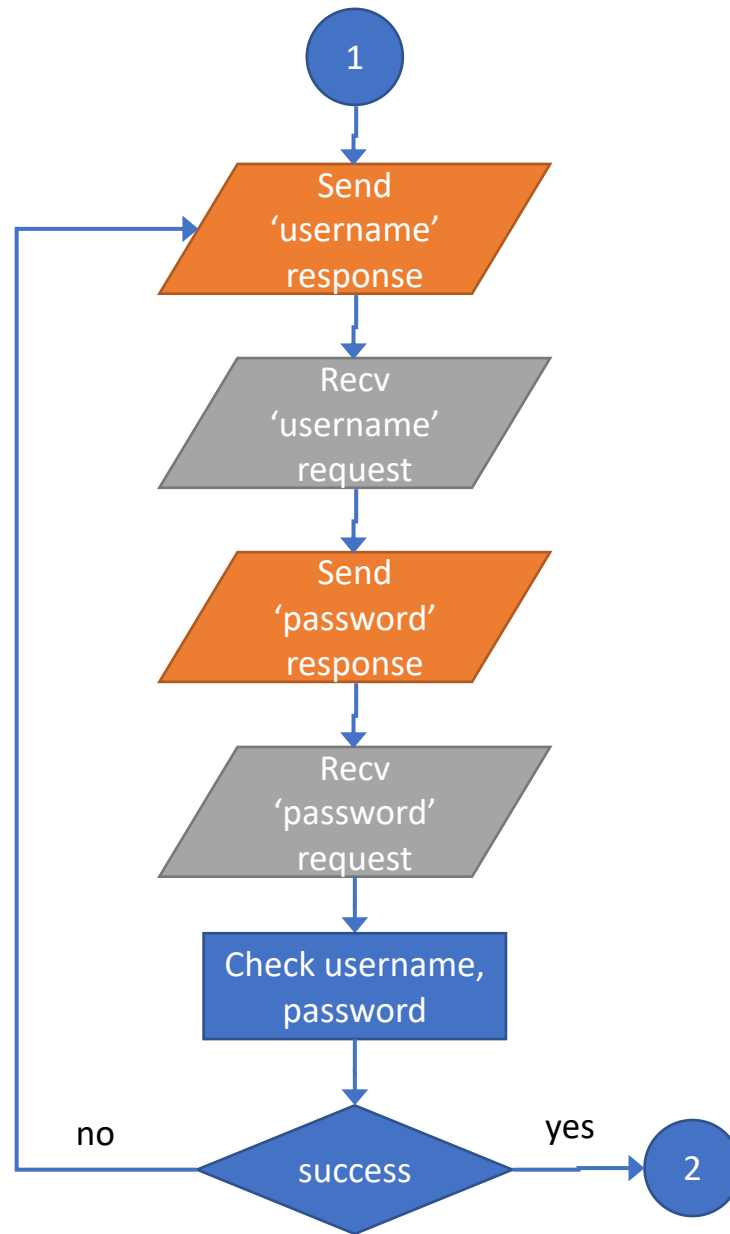 1
Send
‘username’
response
Recv
‘username’
request
Send
‘password’
response
Recv
‘password’
request
Check username,
password
no
success
yes
2